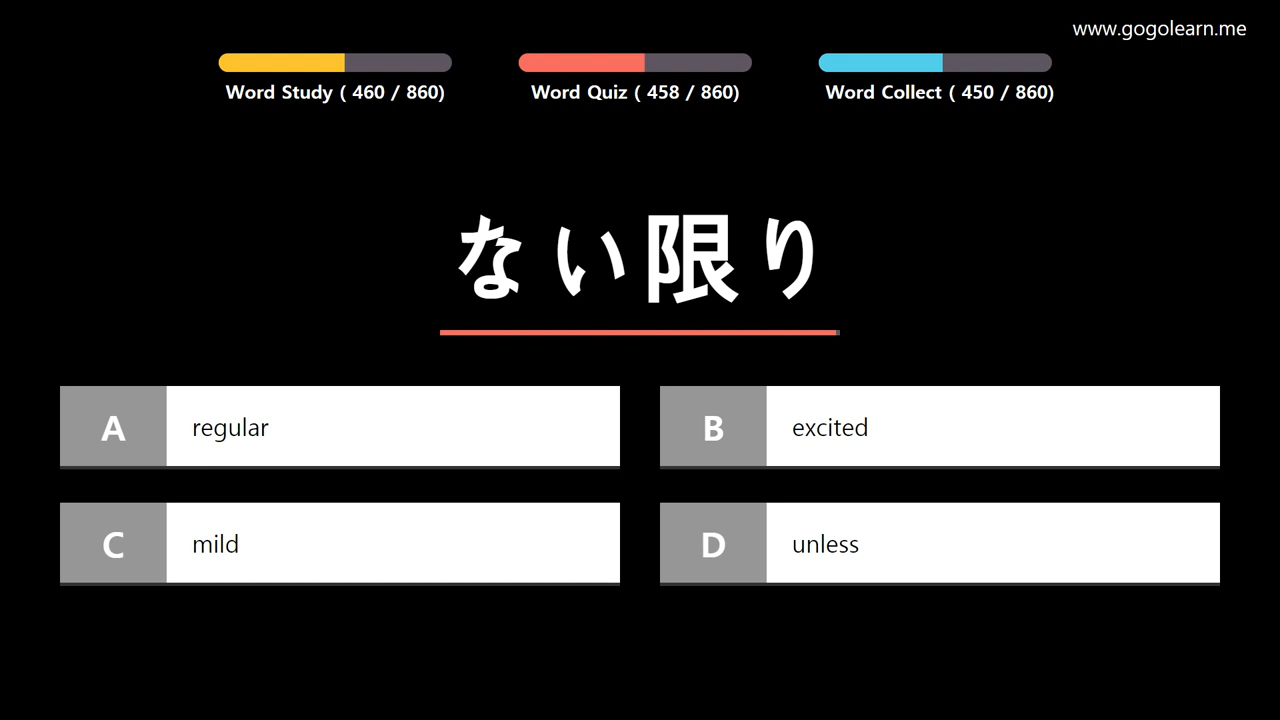 www.gogolearn.me
Word Study ( 460 / 860)
Word Quiz ( 458 / 860)
Word Collect ( 450 / 860)
ない限り
A regular
B excited
C mild
D unless